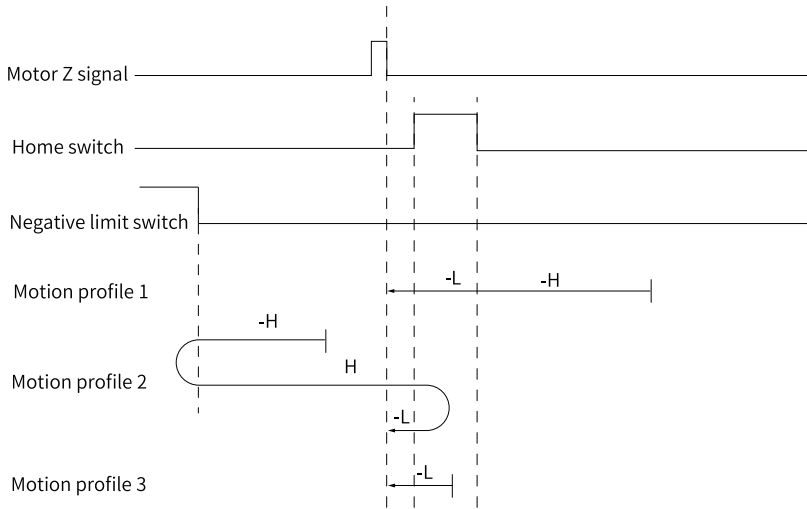 Motor Z signal
Home switch
Negative limit switch
Motion profile 1
-L
-H
-H
Motion profile 2
H
-L
Motion profile 3
-L